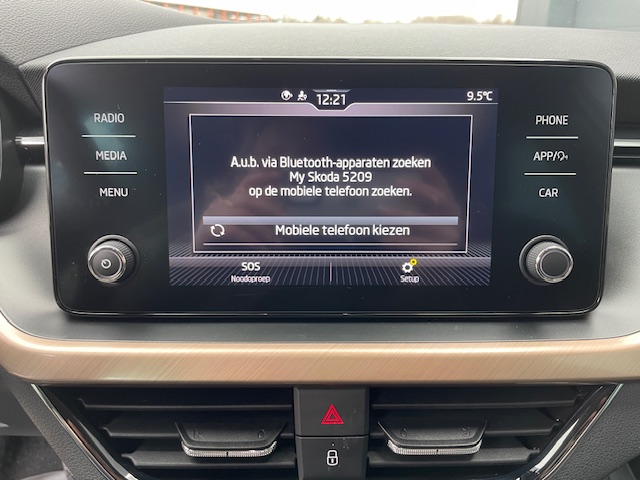 12:21
9.5°C
RADIO
MEDIA
MENU
A.u.b. via Bluetooth-apparaten zoeken
My Skoda 5209
op de mobiele telefoon zoeken.
Mobiele telefoon kiezen
SOS
Noodoproep
Setup
PHONE
APP/
CAR